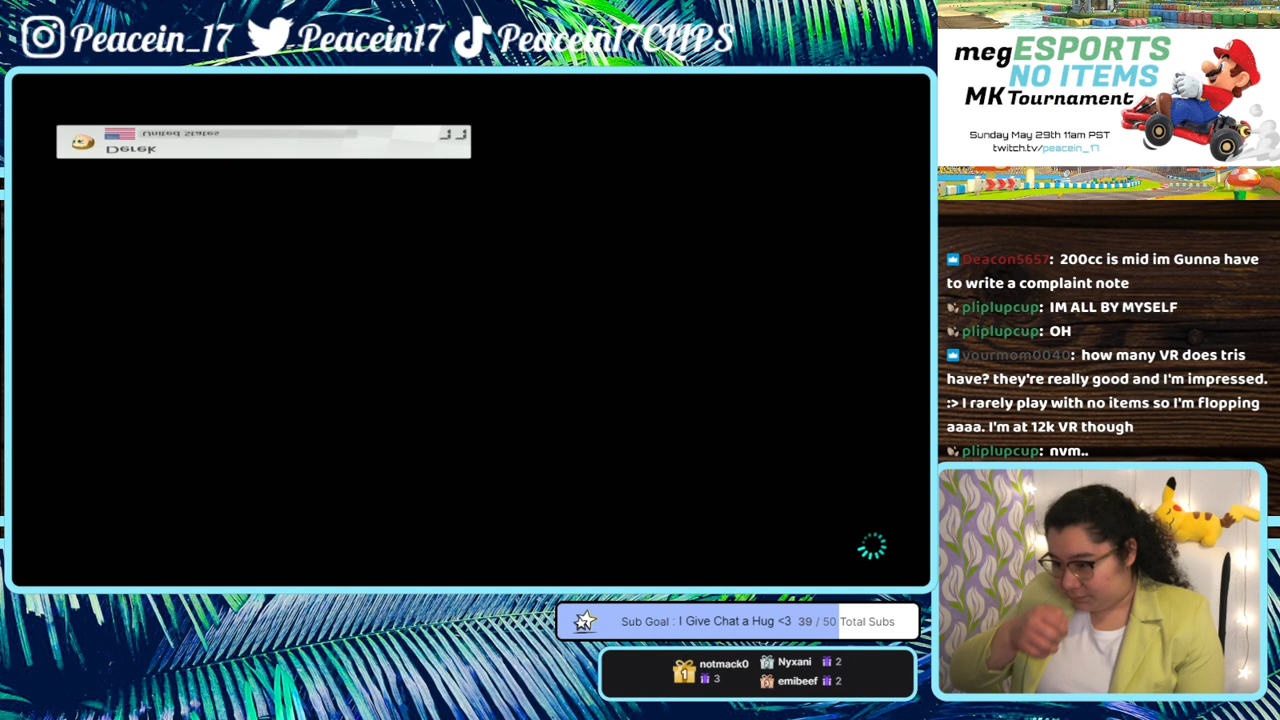 Peacein_17
Peacein17
Peacein17ClIPS
United States
Derek
megESPORTS
NO ITEMS
MK Tournament
Sunday May 29th 11am PST
twitch.tv/peacein_17
Deacon5657: 200cc is mid im Gunna have
to write a complaint note
pliplupcup: IM ALL BY MYSELF
pliplupcup: OH
yourmom0040: how many VR does tris
have? they're really good and I'm impressed.
:> I rarely play with no items so I'm flopping
aaaa. I'm at 12k VR though
pliplupcup: nvm..
Sub Goal : I Give Chat a Hug <3 39 / 50 Total Subs
1
notmack0
3
Nyxani 2
emibeef 2